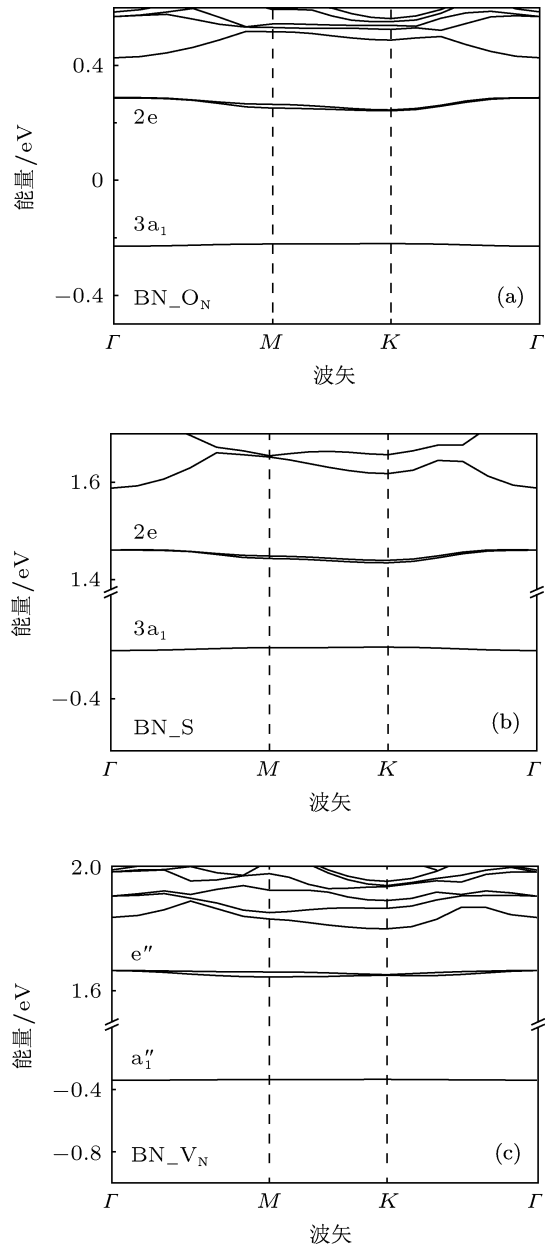 0.4
2e
0
3a₁
−0.4
BN_O_N
(a)
能量/eV
Γ M K Γ
波矢
1.6
2e
1.4
3a₁
−0.4
BN_S
(b)
能量/eV
Γ M K Γ
波矢
2.0
e″
1.6
a₁″
−0.4
−0.8
BN_V_N
(c)
能量/eV
Γ M K Γ
波矢